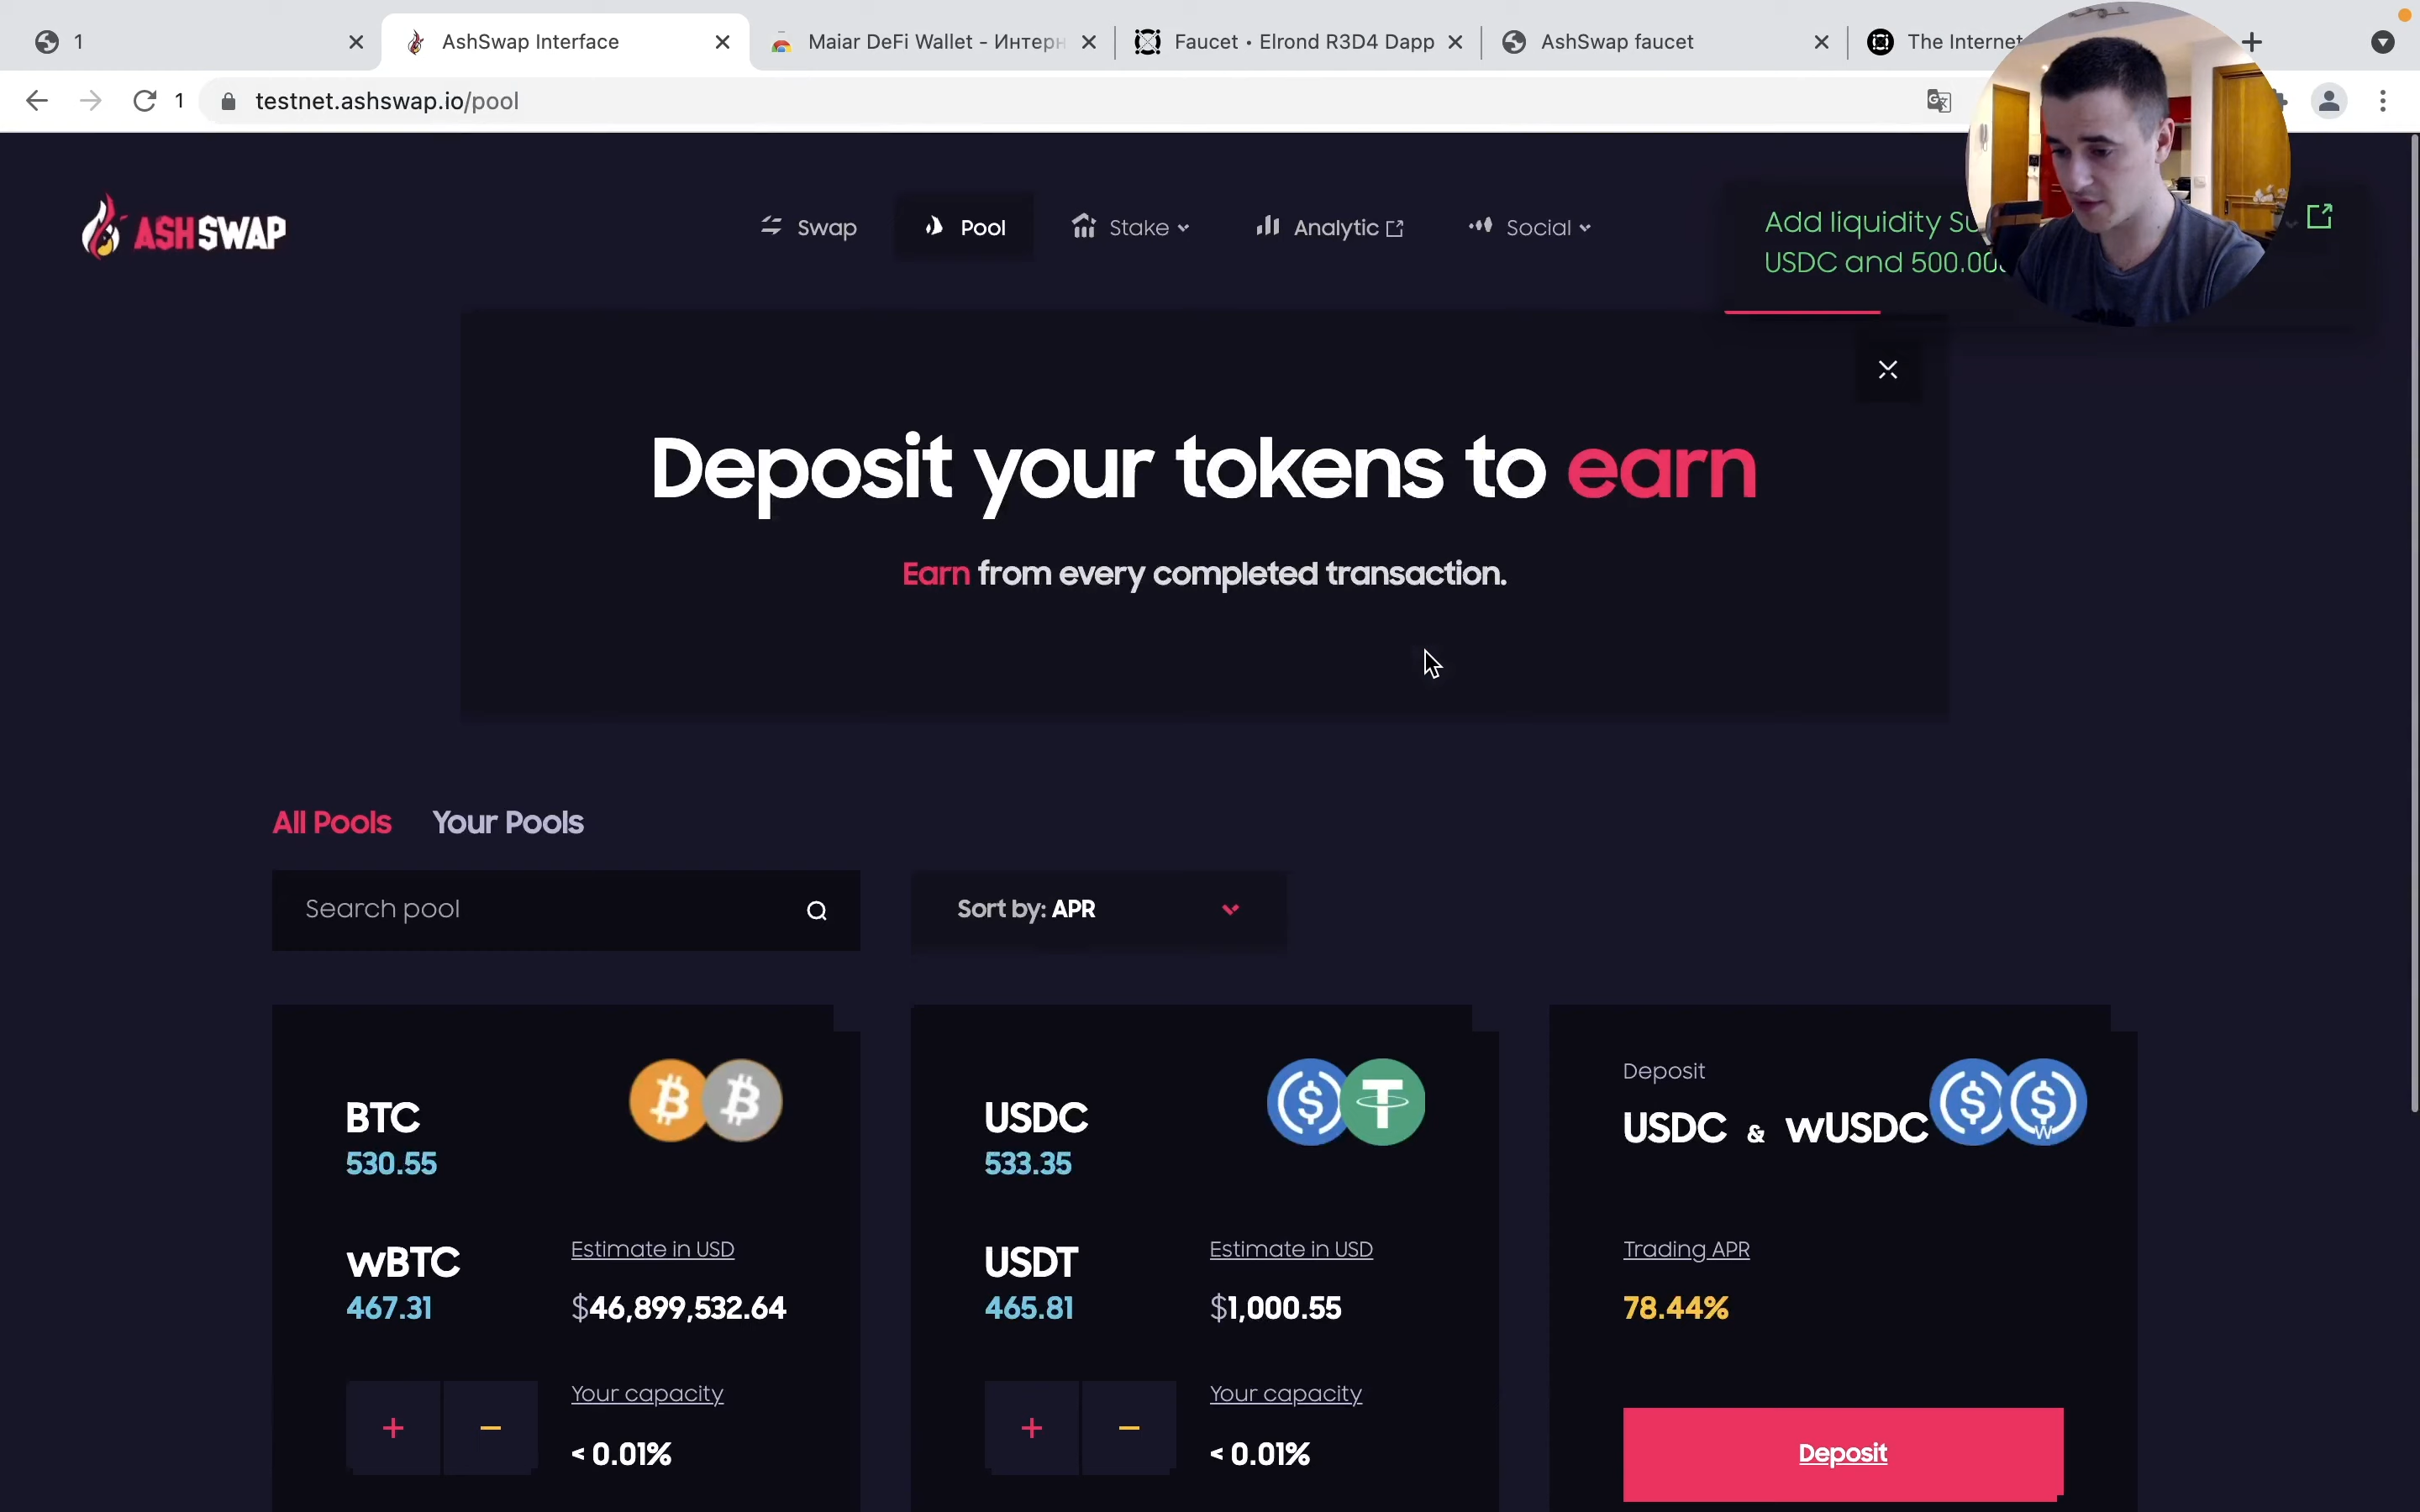 1
AshSwap Interface
Maiar DeFi Wallet - Интерн
Faucet • Elrond R3D4 Dapp
AshSwap faucet
The Internet
1
testnet.ashswap.io/pool
ASHSWAP
Swap
Pool
Stake
Analytic
Social
Add liquidity
USDC and
Deposit your tokens to earn
Earn from every completed transaction.
All Pools
Your Pools
Search pool
Sort by: APR
BTC
530.55
wBTC
467.31
Estimate in USD
$46,899,532.64
Your capacity
< 0.01%
+ −
USDC
533.35
USDT
465.81
Estimate in USD
$1,000.55
Your capacity
< 0.01%
+ −
Deposit
USDC & wUSDC
Trading APR
78.44%
Deposit